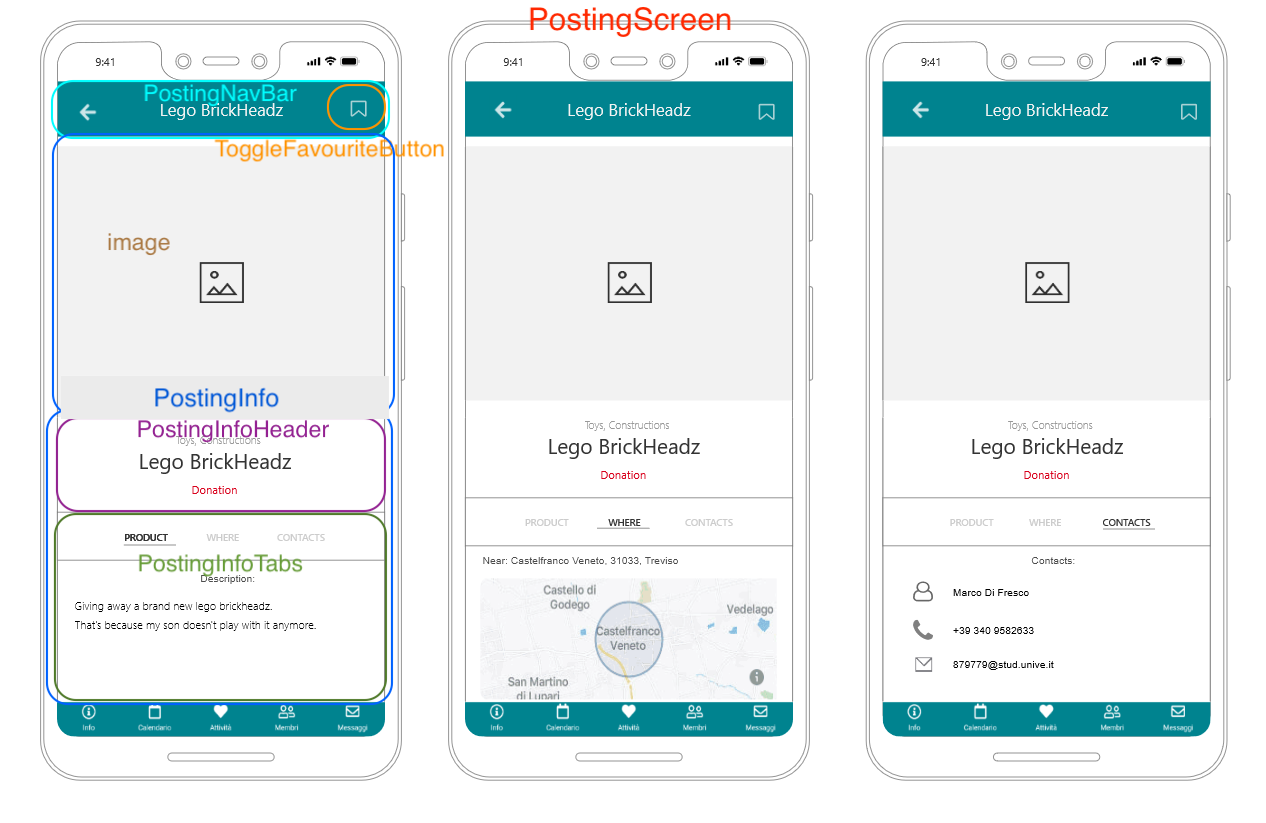 PostingScreen
9:41
PostingNavBar
Lego BrickHeadz
ToggleFavouriteButton
image
PostingInfo
PostingInfoHeader
Toys, Constructions
Lego BrickHeadz
Donation
PRODUCT WHERE CONTACTS
PostingInfoTabs
Description:
Giving away a brand new lego brickheadz.
That's because my son doesn't play with it anymore.
Info Calendario Attività Membri Messaggi
9:41
Lego BrickHeadz
Toys, Constructions
Lego BrickHeadz
Donation
PRODUCT WHERE CONTACTS
Near: Castelfranco Veneto, 31033, Treviso
Castello di
Godego
Vedelago
Castelfranco
Veneto
San Martino
di Lupari
Info Calendario Attività Membri Messaggi
9:41
Lego BrickHeadz
Toys, Constructions
Lego BrickHeadz
Donation
PRODUCT WHERE CONTACTS
Contacts:
Marco Di Fresco
+39 340 9582633
879779@stud.unive.it
Info Calendario Attività Membri Messaggi